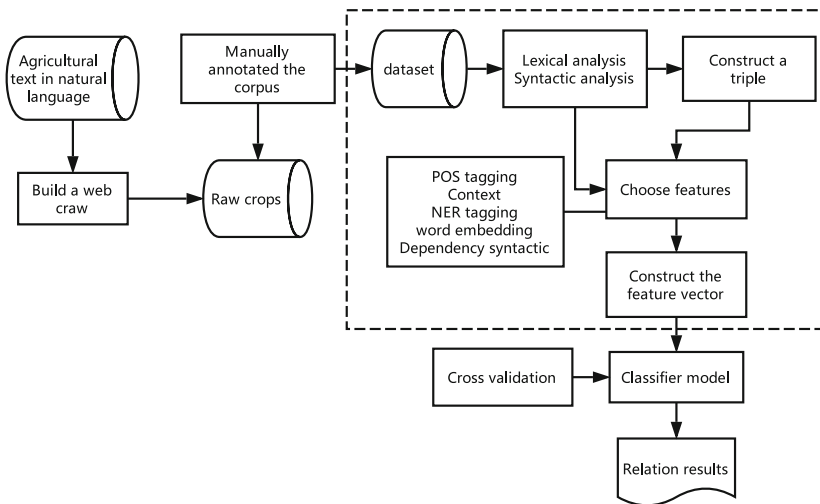 Agricultural
text in natural
language
Manually
annotated the
corpus
dataset
Lexical analysis
Syntactic analysis
Construct a
triple
Build a web
craw
Raw crops
POS tagging
Context
NER tagging
word embedding
Dependency syntactic
Choose features
Construct the
feature vector
Cross validation
Classifier model
Relation results